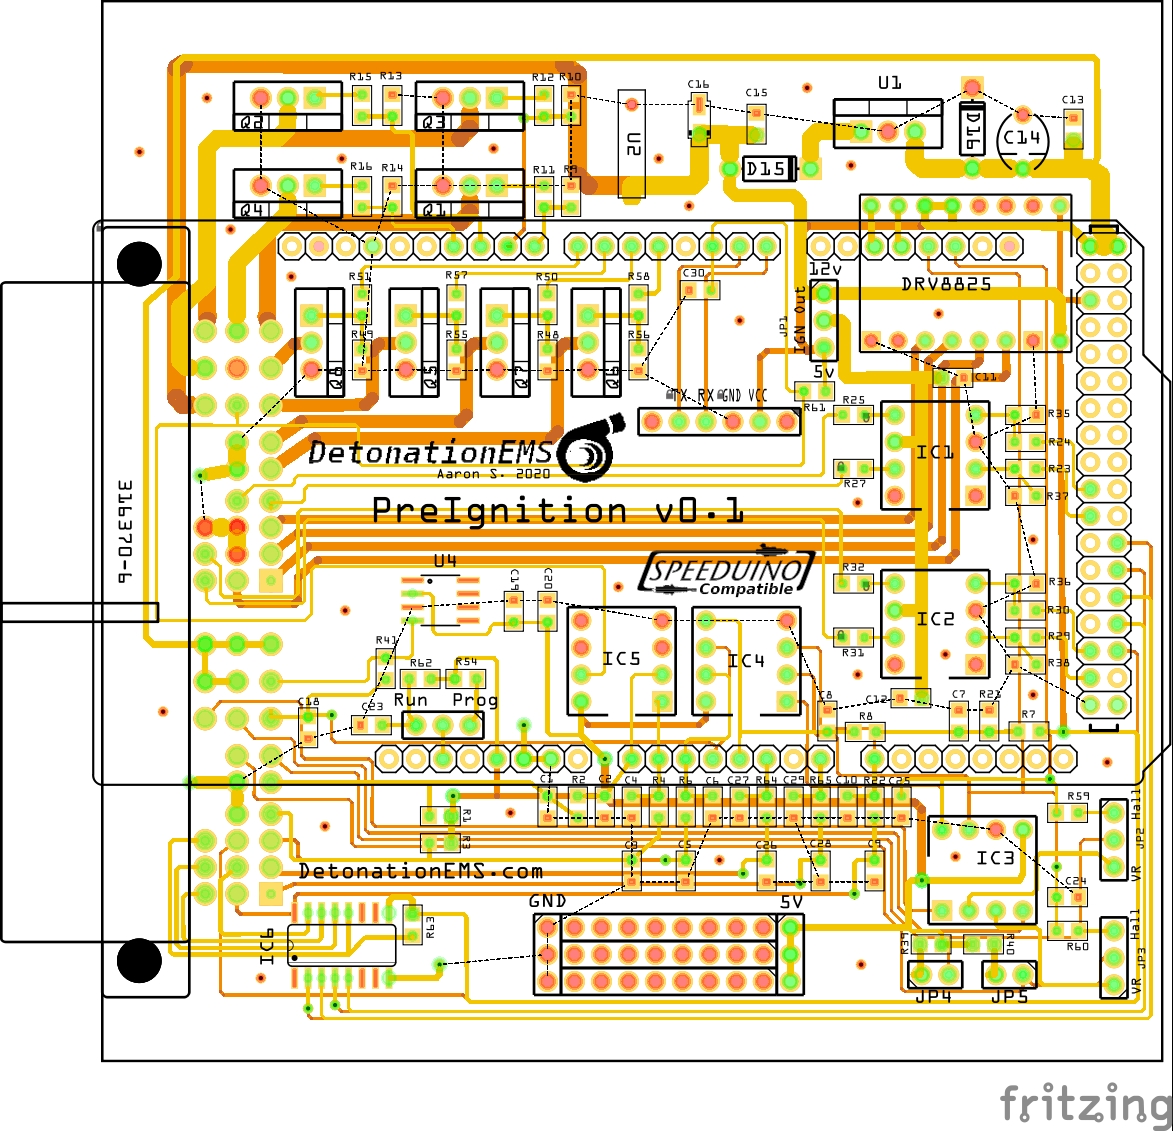 R15 R13 R12 R10 C16 C15 U1 C13
Q2 Q3 U2 D16 C14
R16 R14 R11 R9 D15
Q4 Q1
R51 R57 R50 R58 C30 12v DRV8825
JP1 IGN Out
R49 R55 R48 R56
Q8 Q5 Q7 Q6 5v C11
TX RX GND VCC R61 R25 R35
DetonationEMS IC1 R24
Aaron S. 2020 R27 R23
R37
316370-6 PreIgnition v0.1
U4 SPEEDUINO R32 R36
C19 C20 Compatible R30
IC2
R41 IC5 IC4 R31 R29
R62 R54 R38
Run Prog C12
C18 C23 C8 R8 C7 R21 R7
C1 R2 C2 C4 R4 R6 C6 C27 R64 C29 R65 C10 R22 C25 R59
R1 Hall
R3 C3 C5 C26 C28 C9 IC3 JP2
DetonationEMS.com VR
C24
GND 5V
R63 Hall
IC6 R39 R40 R60
JP3
JP4 JP5 VR
fritzing